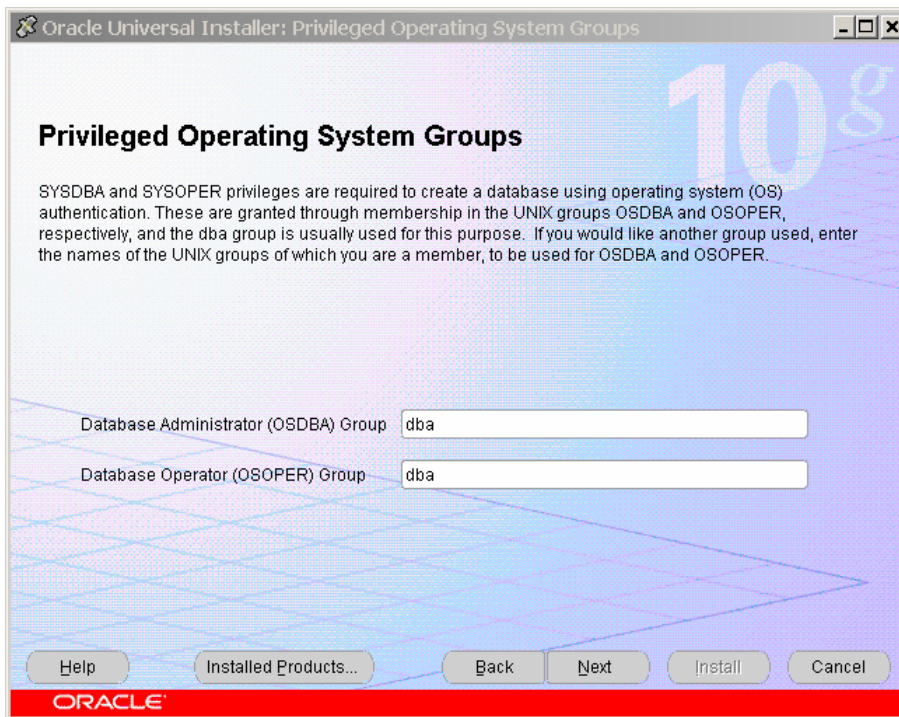 Oracle Universal Installer: Privileged Operating System Groups
10g
Privileged Operating System Groups
SYSDBA and SYSOPER privileges are required to create a database using operating system (OS)
authentication. These are granted through membership in the UNIX groups OSDBA and OSOPER,
respectively, and the dba group is usually used for this purpose.  If you would like another group used, enter
the names of the UNIX groups of which you are a member, to be used for OSDBA and OSOPER.
Database Administrator (OSDBA) Group dba
Database Operator (OSOPER) Group dba
Help Installed Products... Back Next Install Cancel
ORACLE